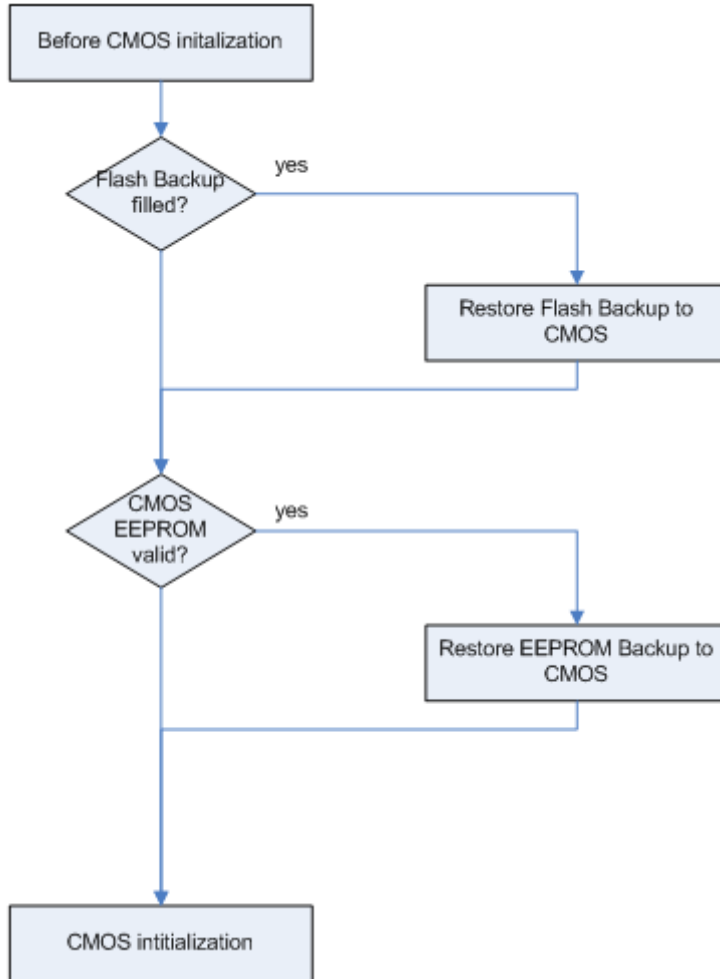 Before CMOS initalization
Flash Backup
filled?
yes
Restore Flash Backup to
CMOS
CMOS
EEPROM
valid?
yes
Restore EEPROM Backup to
CMOS
CMOS intitialization